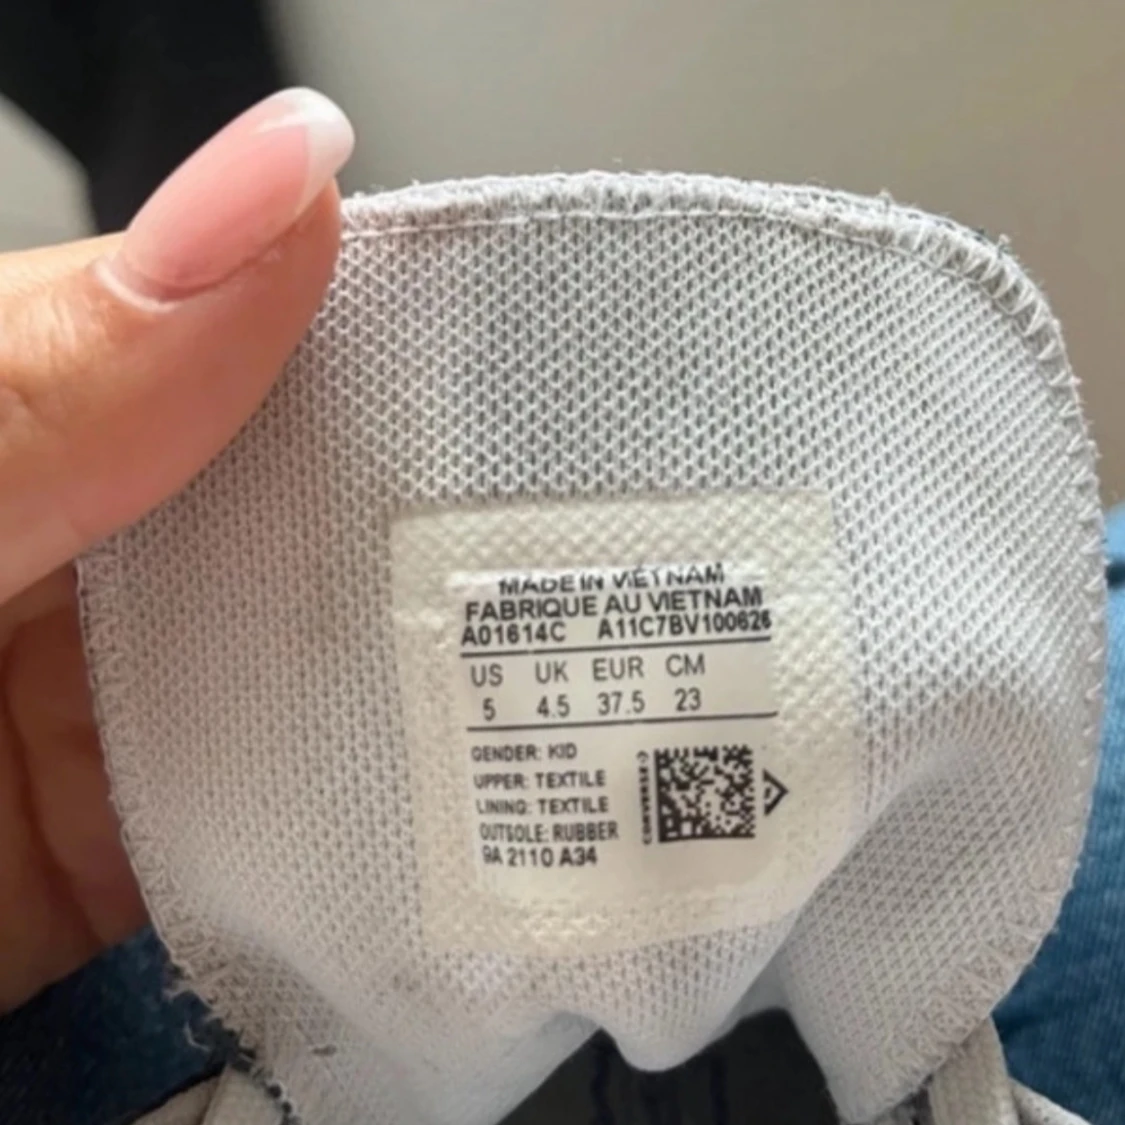 MADE IN VIETNAM
FABRIQUE AU VIETNAM
A01614C A11C7BV100626
US UK EUR CM
5 4.5 37.5 23
GENDER: KID
UPPER: TEXTILE
LINING: TEXTILE
OUTSOLE: RUBBER
9A 2110 A34